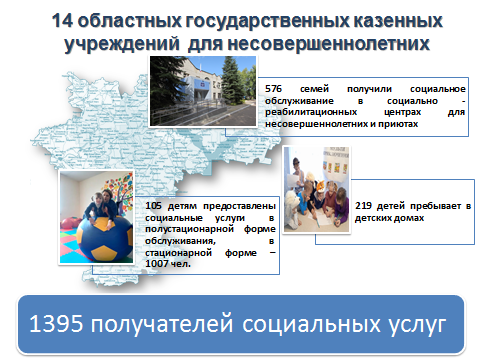 14 областных государственных казенных
учреждений для несовершеннолетних
576 семей получили социальное
обслуживание в социально -
реабилитационных центрах для
несовершеннолетних и приютах
105 детям предоставлены
социальные услуги в
полустационарной форме
обслуживания, в
стационарной форме –
1007 чел.
219 детей пребывает в
детских домах
1395 получателей социальных услуг